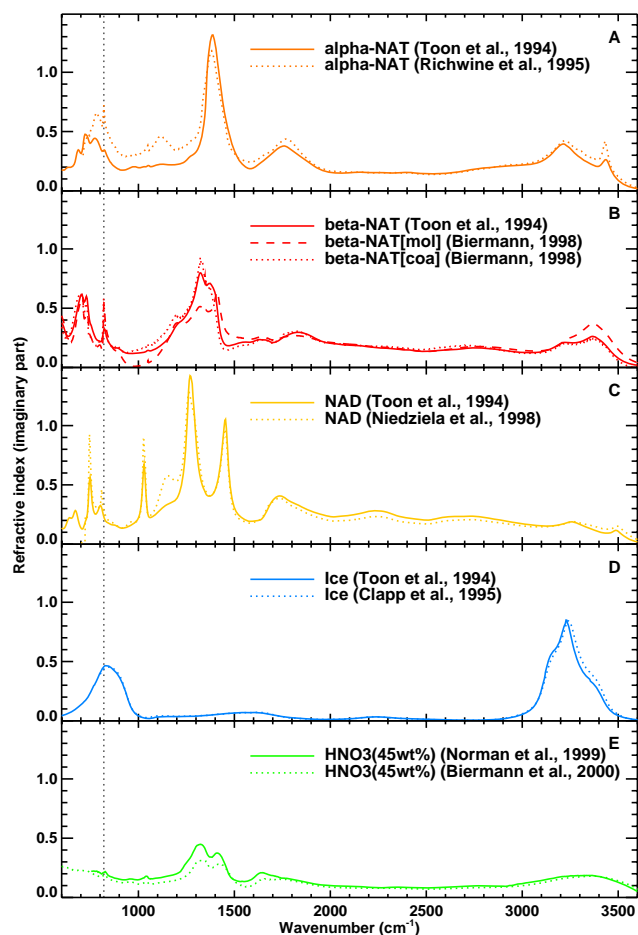 A
alpha-NAT (Toon et al., 1994)
alpha-NAT (Richwine et al., 1995)
1.0
0.5
0.0
B
beta-NAT (Toon et al., 1994)
beta-NAT[mol] (Biermann, 1998)
beta-NAT[coa] (Biermann, 1998)
1.0
0.5
0.0
C
NAD (Toon et al., 1994)
NAD (Niedziela et al., 1998)
1.0
0.5
0.0
Refractive index (imaginary part)
D
Ice (Toon et al., 1994)
Ice (Clapp et al., 1995)
1.0
0.5
0.0
E
HNO3(45wt%) (Norman et al., 1999)
HNO3(45wt%) (Biermann et al., 2000)
1.0
0.5
0.0
1000 1500 2000 2500 3000 3500
Wavenumber (cm⁻¹)